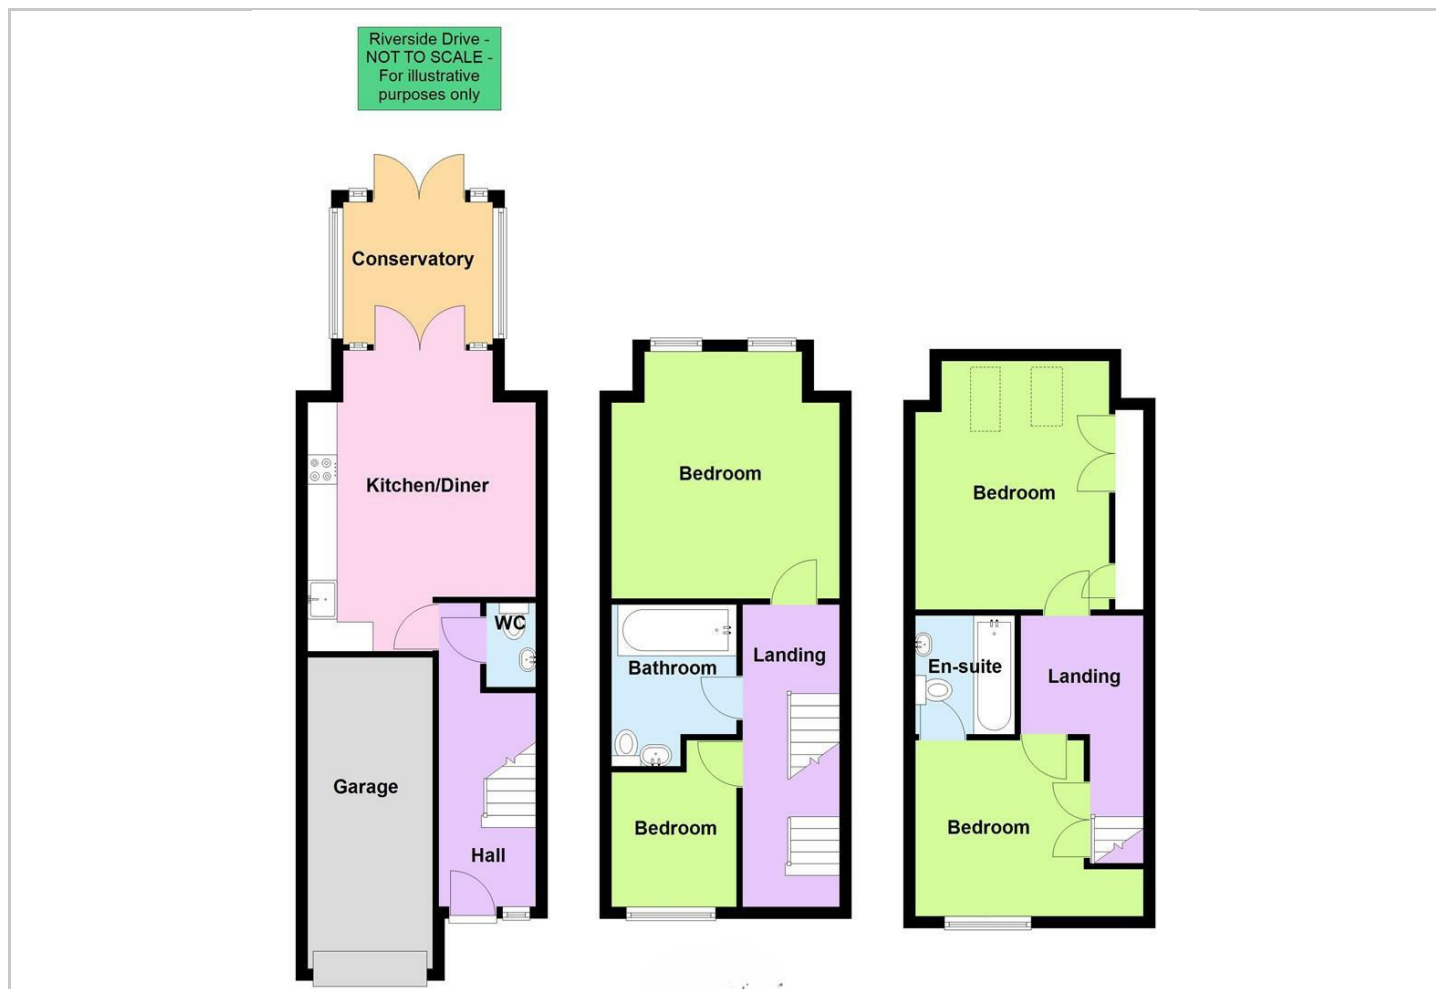 Riverside Drive -
NOT TO SCALE -
For illustrative
purposes only
Conservatory
Kitchen/Diner
WC
Garage
Hall
Bedroom
Bathroom
Landing
Bedroom
Bedroom
En-suite
Landing
Bedroom